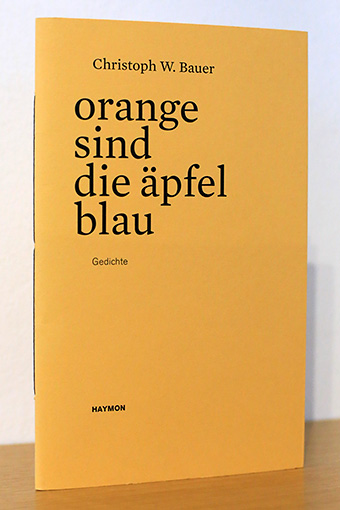 Christoph W. Bauer
orange
sind
die äpfel
blau
Gedichte
HAYMON